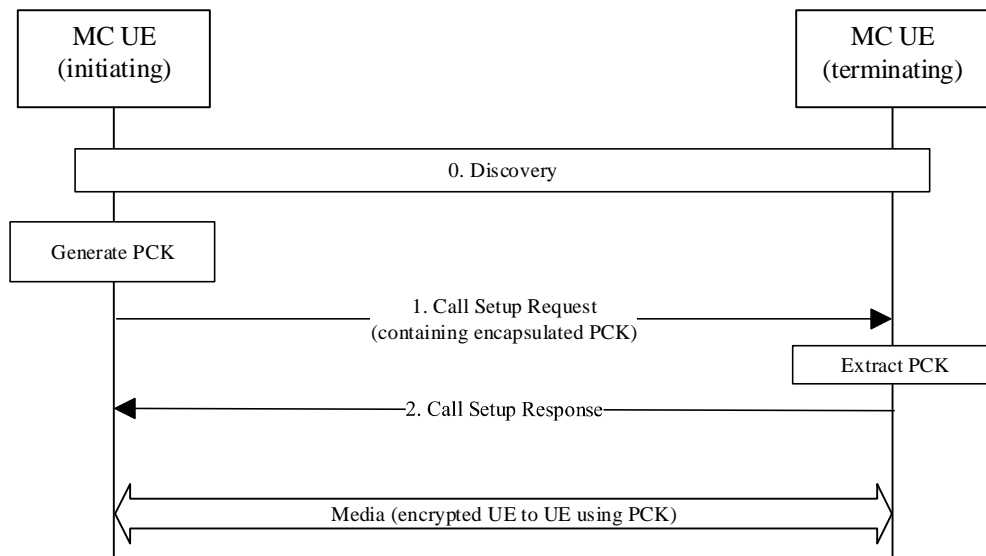 MC UE
(initiating)
MC UE
(terminating)
0. Discovery
Generate PCK
1. Call Setup Request
(containing encapsulated PCK)
Extract PCK
2. Call Setup Response
Media (encrypted UE to UE using PCK)